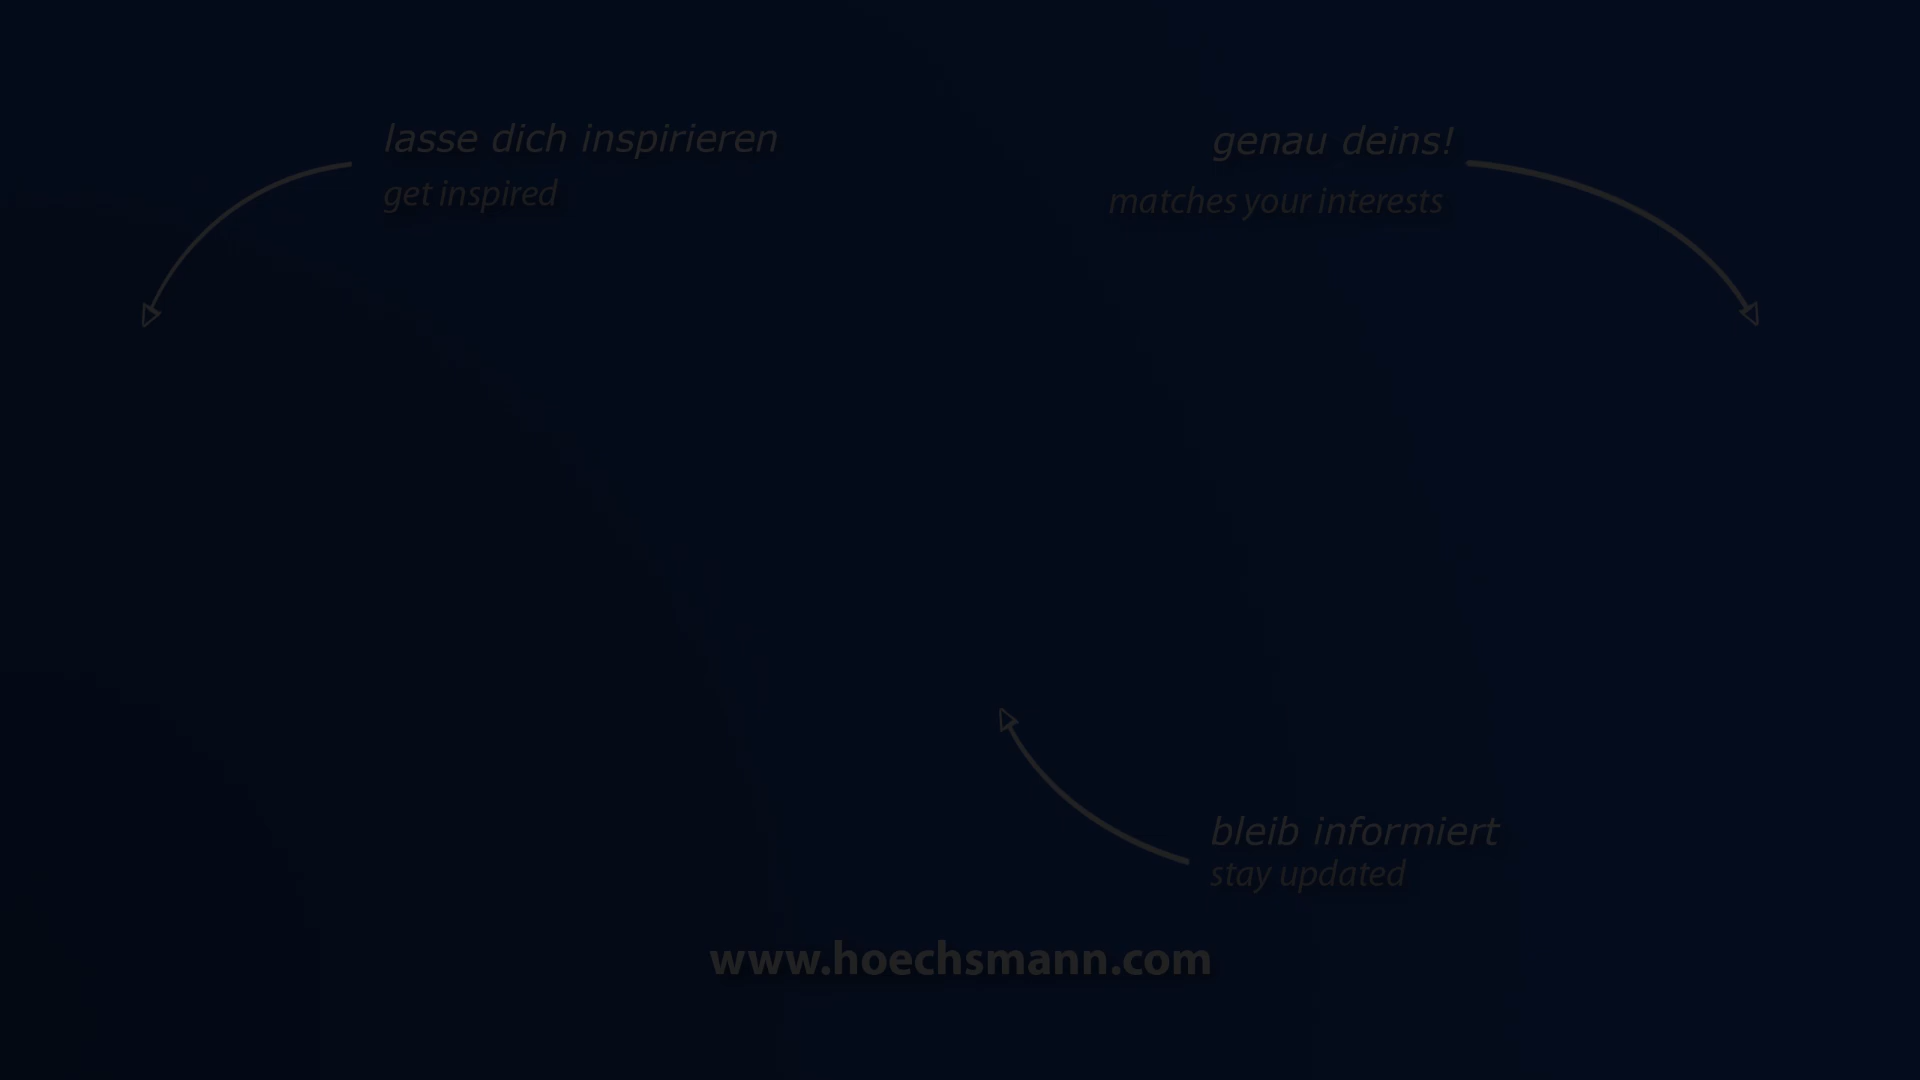 lasse dich inspirieren
get inspired
genau deins!
matches your interests
bleib informiert
stay updated
www.hoechsmann.com